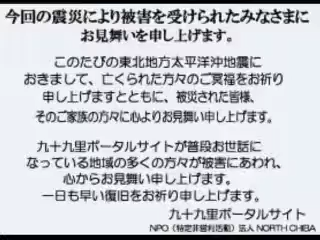 今回の震災により被害を受けられたみなさまに
お見舞いを申し上げます。
このたびの東北地方太平洋沖地震に
おきまして、亡くられた方々のご冥福をお祈り
申し上げますとともに、被災された皆様、
そのご家族の方々に心よりお見舞い申し上げます。
九十九里ポータルサイトが普段お世話に
なっている地域の多くの方々が被害にあわれ、
心からお見舞い申し上げます。
一日も早い復旧をお祈り申し上げます。
九十九里ポータルサイト
NPO（特定非営利活動）法人 NORTH CHIBA